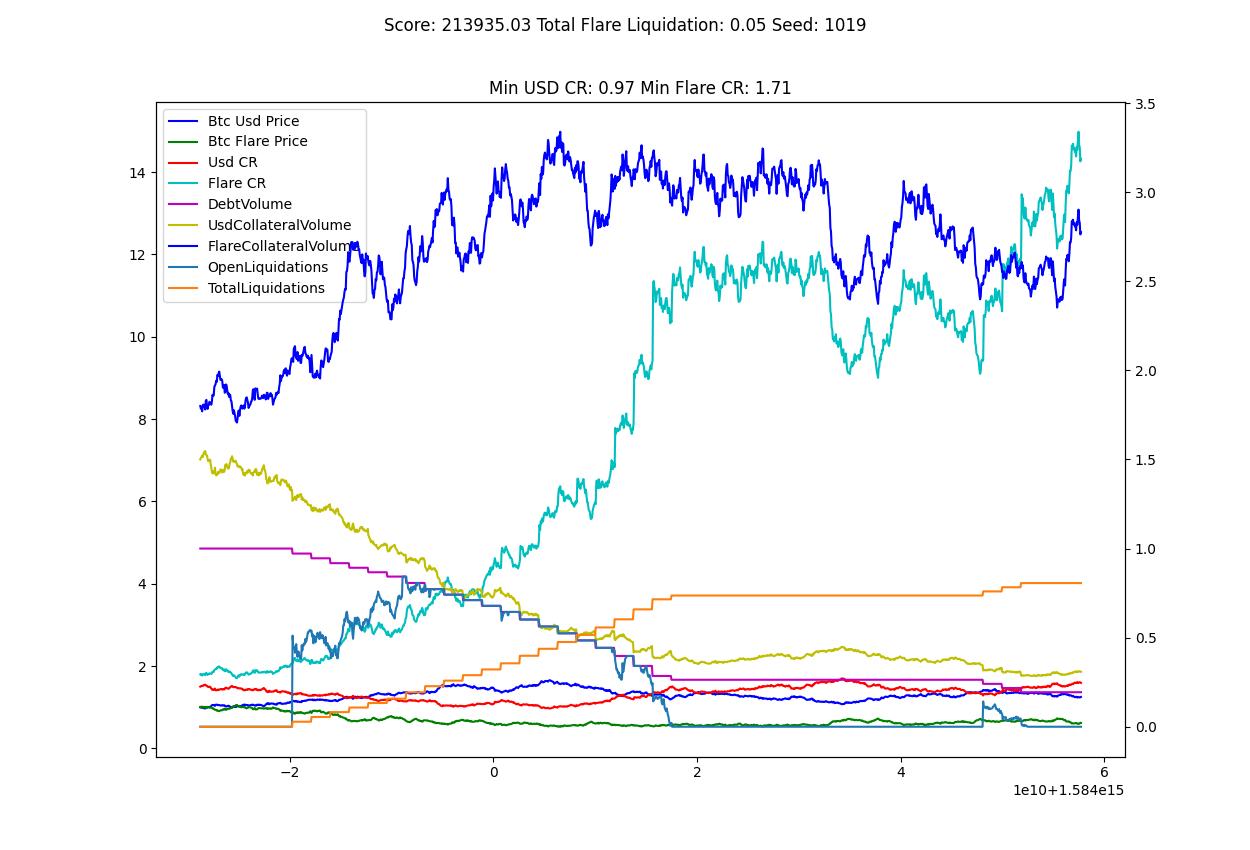 Score: 213935.03 Total Flare Liquidation: 0.05 Seed: 1019
Min USD CR: 0.97 Min Flare CR: 1.71
Btc Usd Price
Btc Flare Price
Usd CR
Flare CR
DebtVolume
UsdCollateralVolume
FlareCollateralVolume
OpenLiquidations
TotalLiquidations
14
12
10
8
6
4
2
0
3.5
3.0
2.5
2.0
1.5
1.0
0.5
0.0
−2 0 2 4 6
1e10+1.584e15